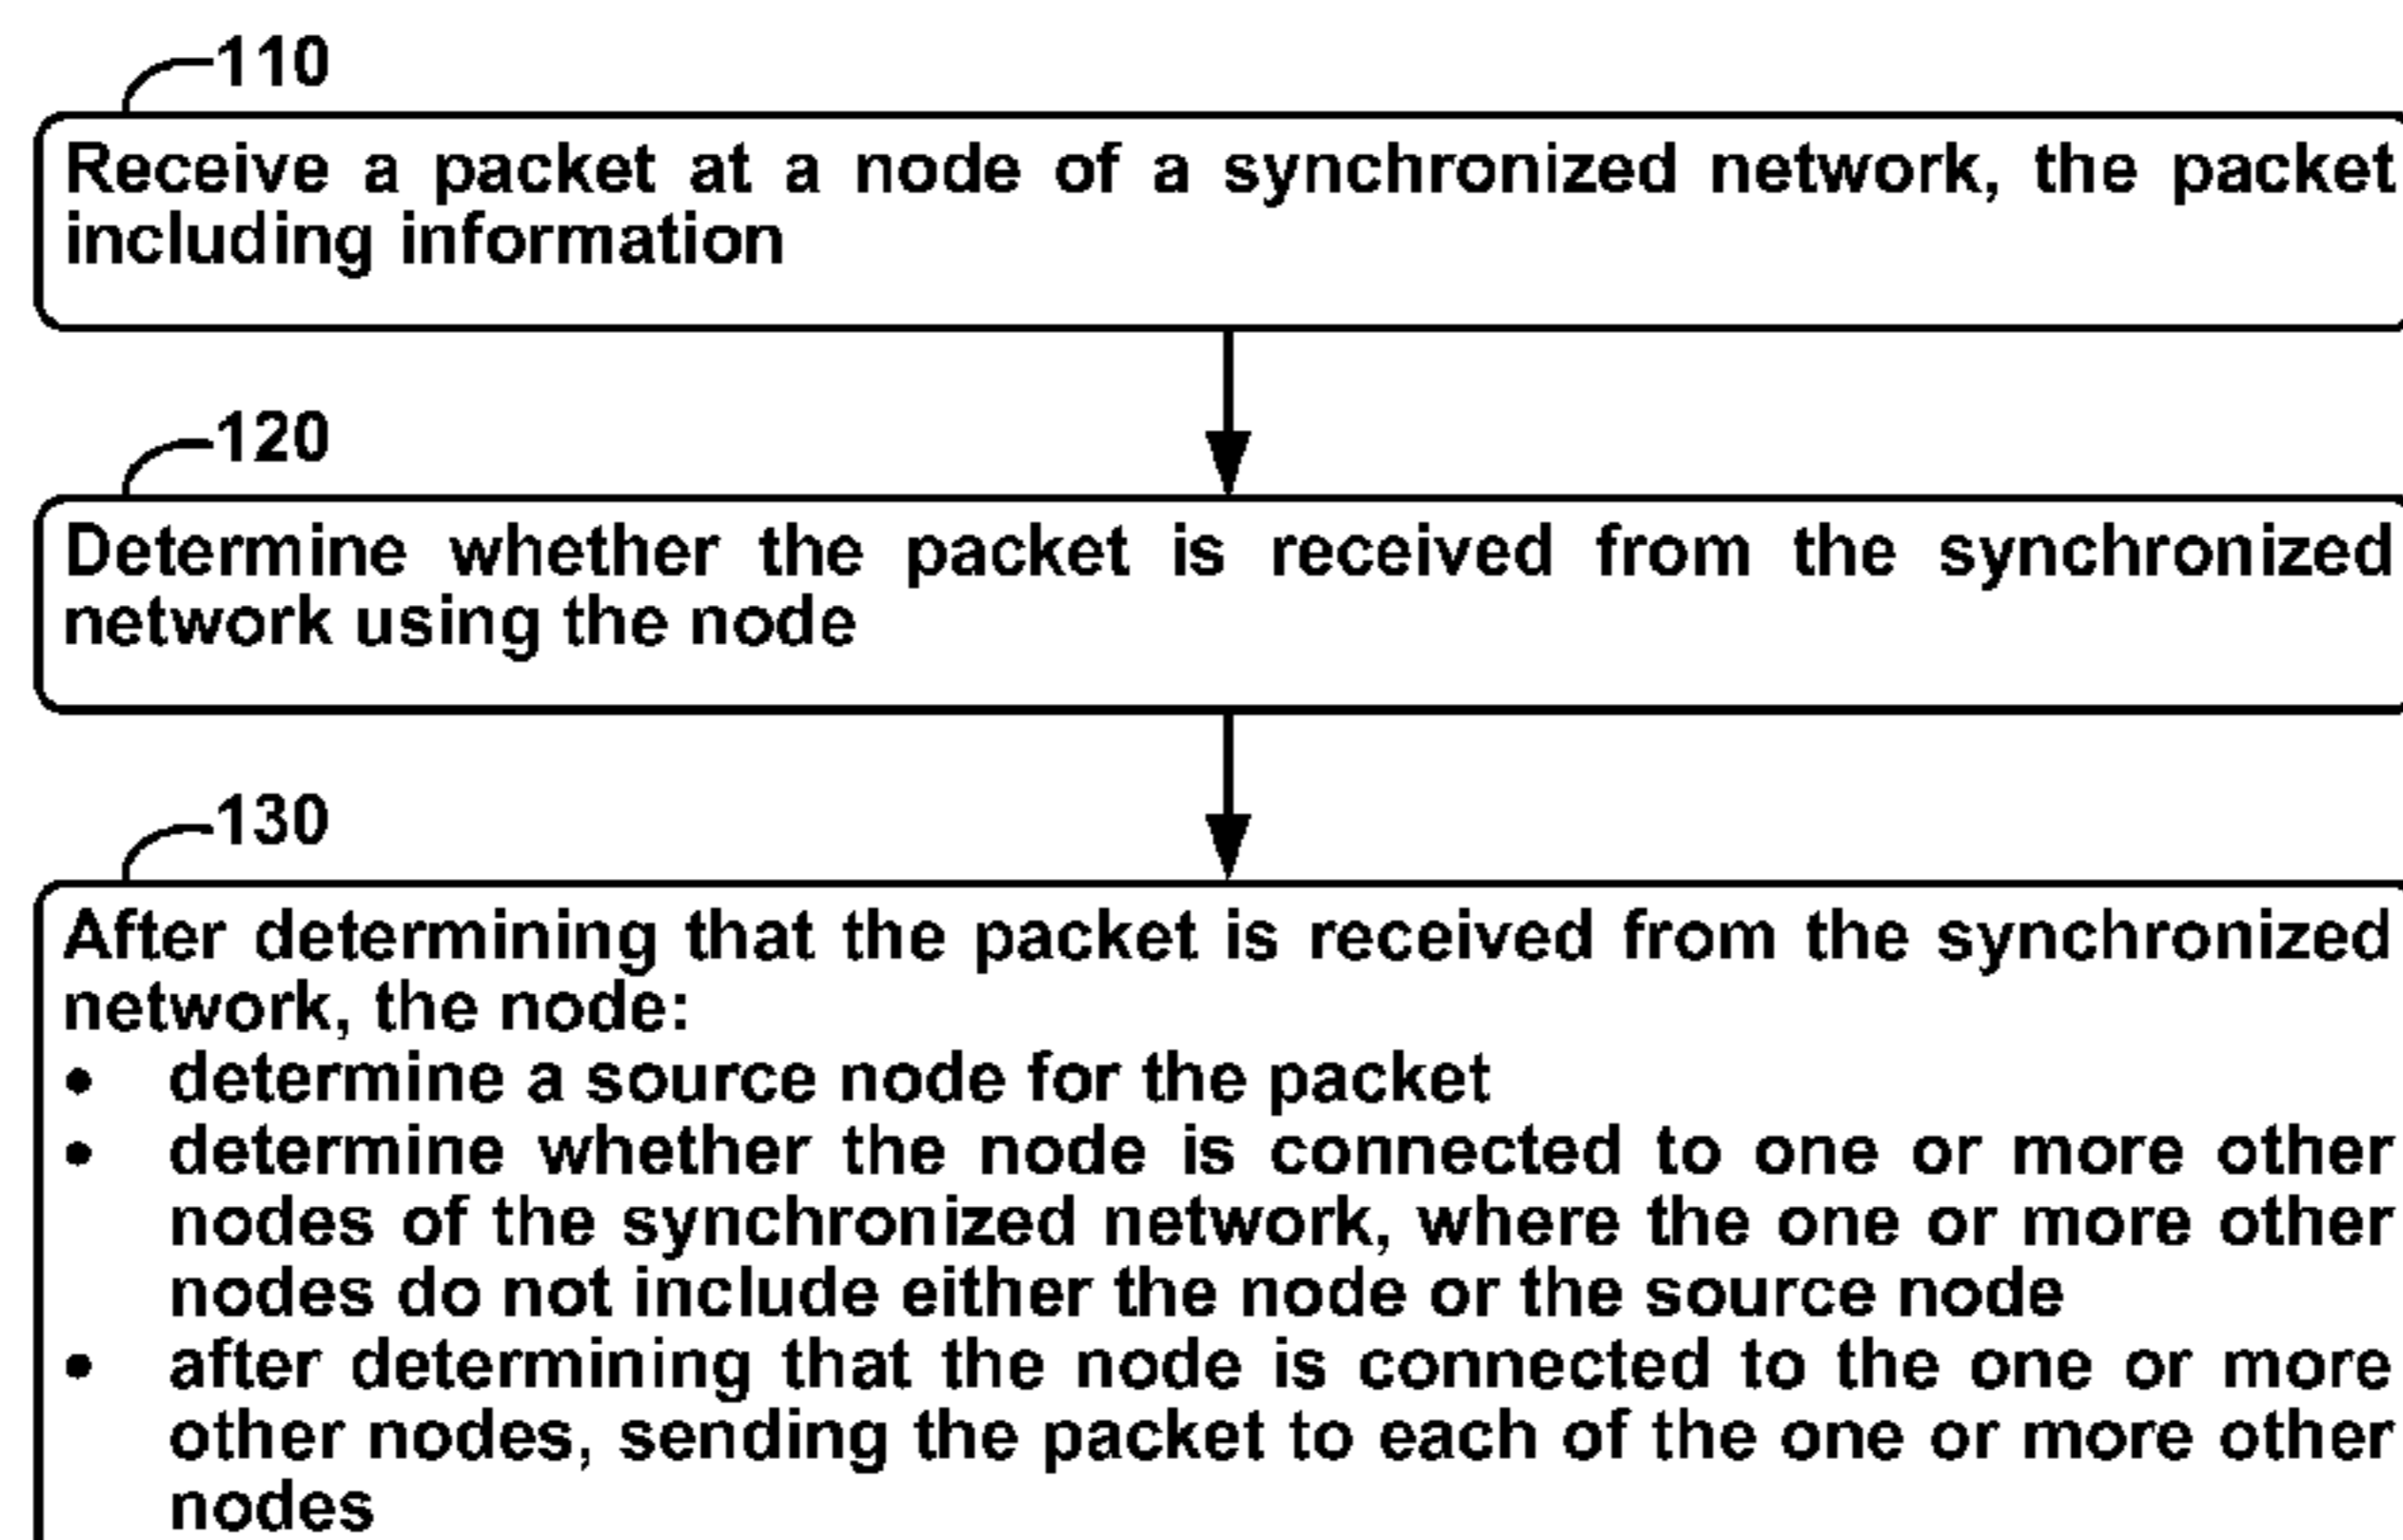 110
Receive a packet at a node of a synchronized network, the packet
including information
120
Determine whether the packet is received from the synchronized
network using the node
130
After determining that the packet is received from the synchronized
network, the node:
• determine a source node for the packet
• determine whether the node is connected to one or more other
nodes of the synchronized network, where the one or more other
nodes do not include either the node or the source node
• after determining that the node is connected to the one or more
other nodes, sending the packet to each of the one or more other
nodes